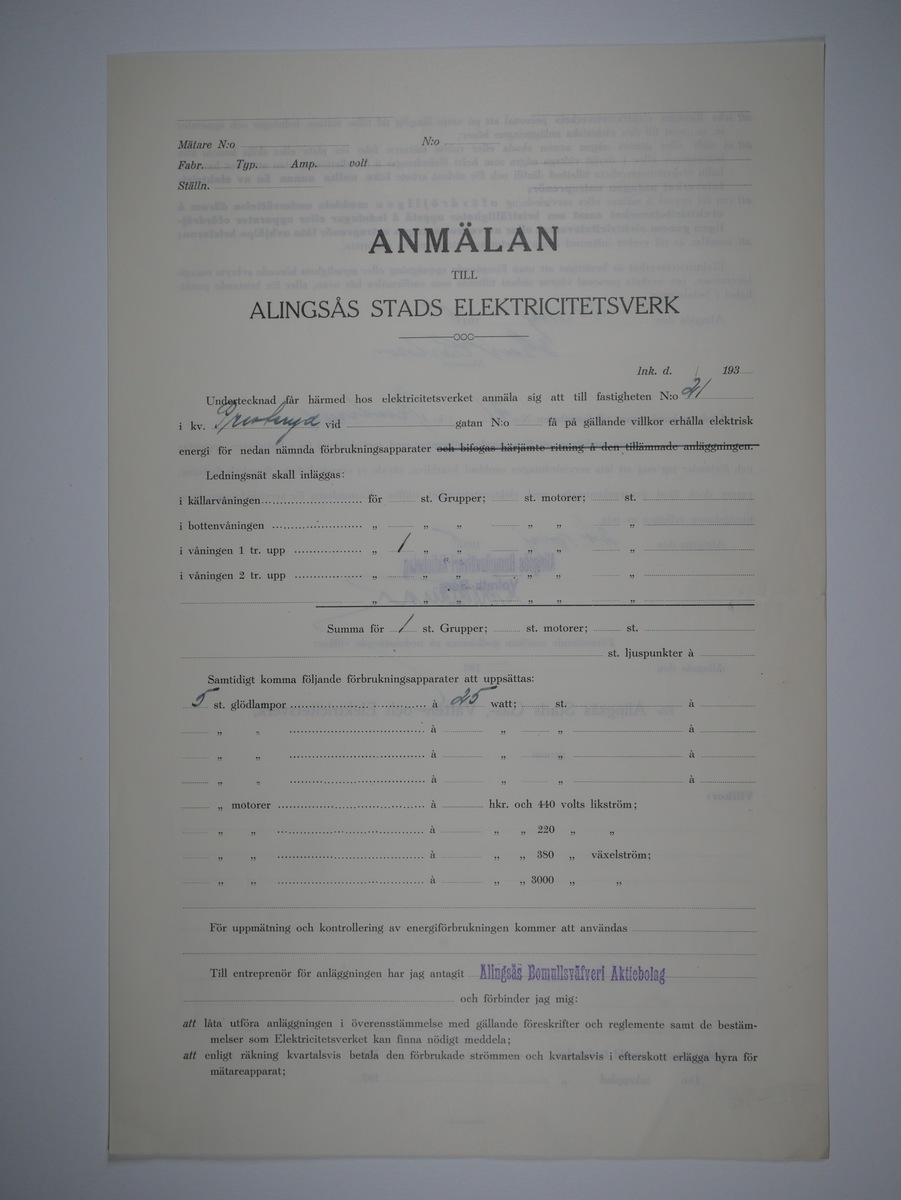 Mätare N:o N:o
Fabr. Typ. Amp. volt
Ställn.
ANMÄLAN
TILL
ALINGSÅS STADS ELEKTRICITETSVERK
Ink. d. / 193
Undertecknad får härmed hos elektricitetsverket anmäla sig att till fastigheten N:o 21
i kv. vid gatan N:o få på gällande villkor erhålla elektrisk
energi för nedan nämnda förbrukningsapparater och bifogas härjämte ritning å den tillämnade anläggningen.
Ledningsnät skall inläggas:
i källarvåningen för st. Grupper; st. motorer; st.
i bottenvåningen „ „ „ „ „ „
i våningen 1 tr. upp „ 1 „ „ „ „ „
i våningen 2 tr. upp „ „ „ „ „ „
„ „ „ „ „ „
Summa för 1 st. Grupper; st. motorer; st.
st. ljuspunkter à
Samtidigt komma följande förbrukningsapparater att uppsättas:
5 st. glödlampor à 25 watt; st. à
„ „ à „ „ à
„ „ à „ „ à
„ „ à „ „ à
„ motorer à hkr. och 440 volts likström;
„ „ à „ „ 220 „ „
„ „ à „ „ 380 „ växelström;
„ „ à „ „ 3000 „ „
För uppmätning och kontrollering av energiförbrukningen kommer att användas
Till entreprenör för anläggningen har jag antagit Alingsås Bomullsväfveri Aktiebolag
och förbinder jag mig:
att låta utföra anläggningen i överensstämmelse med gällande föreskrifter och reglemente samt de bestäm-
melser som Elektricitetsverket kan finna nödigt meddela;
att enligt räkning kvartalsvis betala den förbrukade strömmen och kvartalsvis i efterskott erlägga hyra för
mätareapparat;